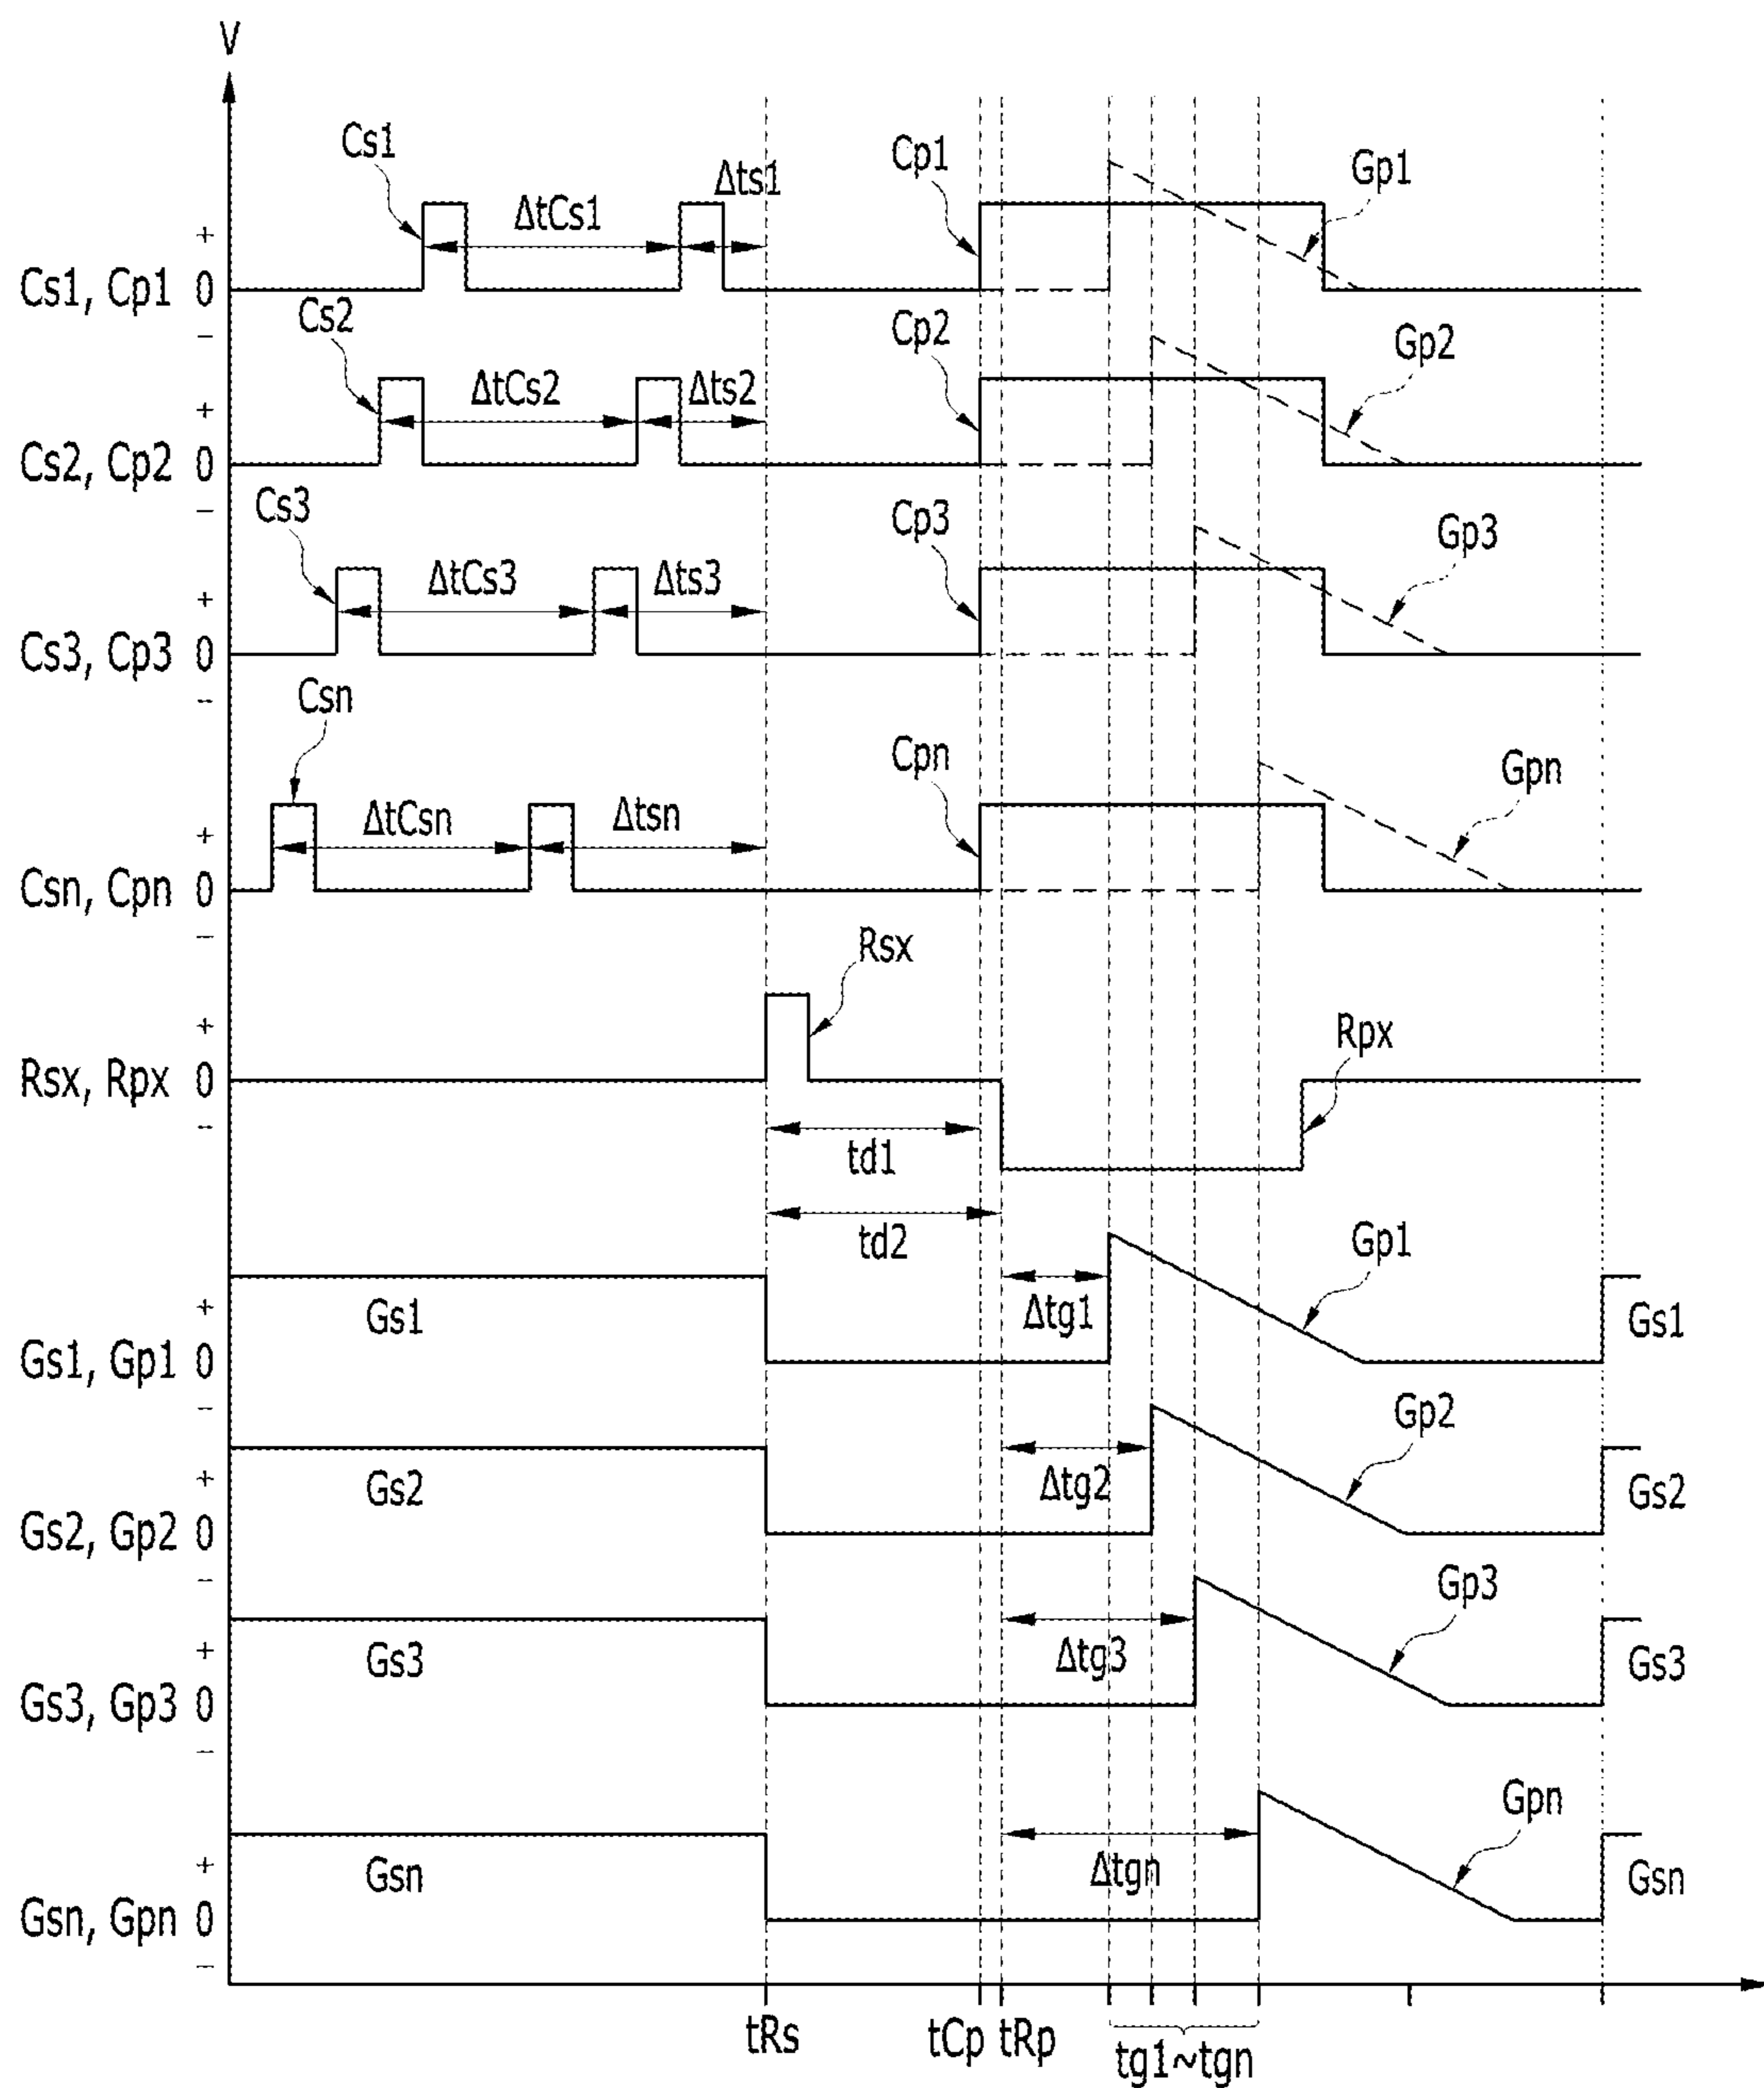 V
Cs1
ΔtCs1
Δts1
Cp1
Gp1
+
Cs1, Cp1 0
−
Cs2
ΔtCs2
Δts2
Cp2
Gp2
+
Cs2, Cp2 0
−
Cs3
ΔtCs3
Δts3
Cp3
Gp3
+
Cs3, Cp3 0
−
Csn
ΔtCsn
Δtsn
Cpn
Gpn
+
Csn, Cpn 0
−
Rsx
Rpx
+
Rsx, Rpx 0
−
td1
td2
Gp1
Gs1
Δtg1
Gs1
+
Gs1, Gp1 0
−
Gp2
Gs2
Δtg2
Gs2
+
Gs2, Gp2 0
−
Gp3
Gs3
Δtg3
Gs3
+
Gs3, Gp3 0
−
Gpn
Gsn
Δtgn
Gsn
+
Gsn, Gpn 0
−
tRs tCp tRp tg1~tgn